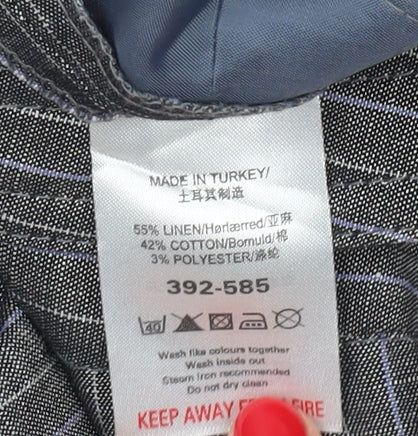 MADE IN TURKEY/
土耳其制造
55% LINEN/Hørlærred/亚麻
42% COTTON/Bomuld/棉
3% POLYESTER/涤纶
392-585
40
Wash like colours together
Wash inside out
Steam iron recommended
Do not dry clean
KEEP AWAY FIRE